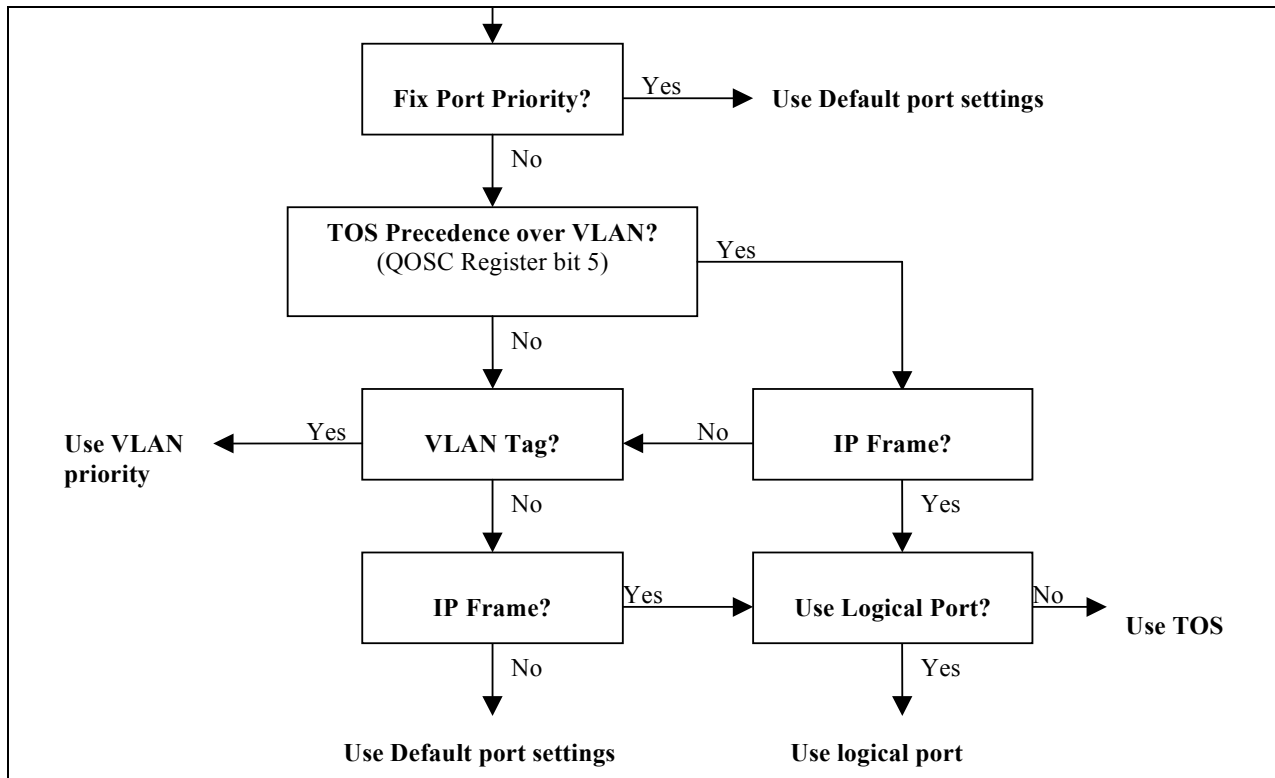 Fix Port Priority?
Yes
Use Default port settings
No
TOS Precedence over VLAN?
(QOSC Register bit 5)
Yes
No
Use VLAN
priority
Yes
VLAN Tag?
No
IP Frame?
No
Yes
IP Frame?
Yes
Use Logical Port?
No
Use TOS
No
Yes
Use Default port settings
Use logical port